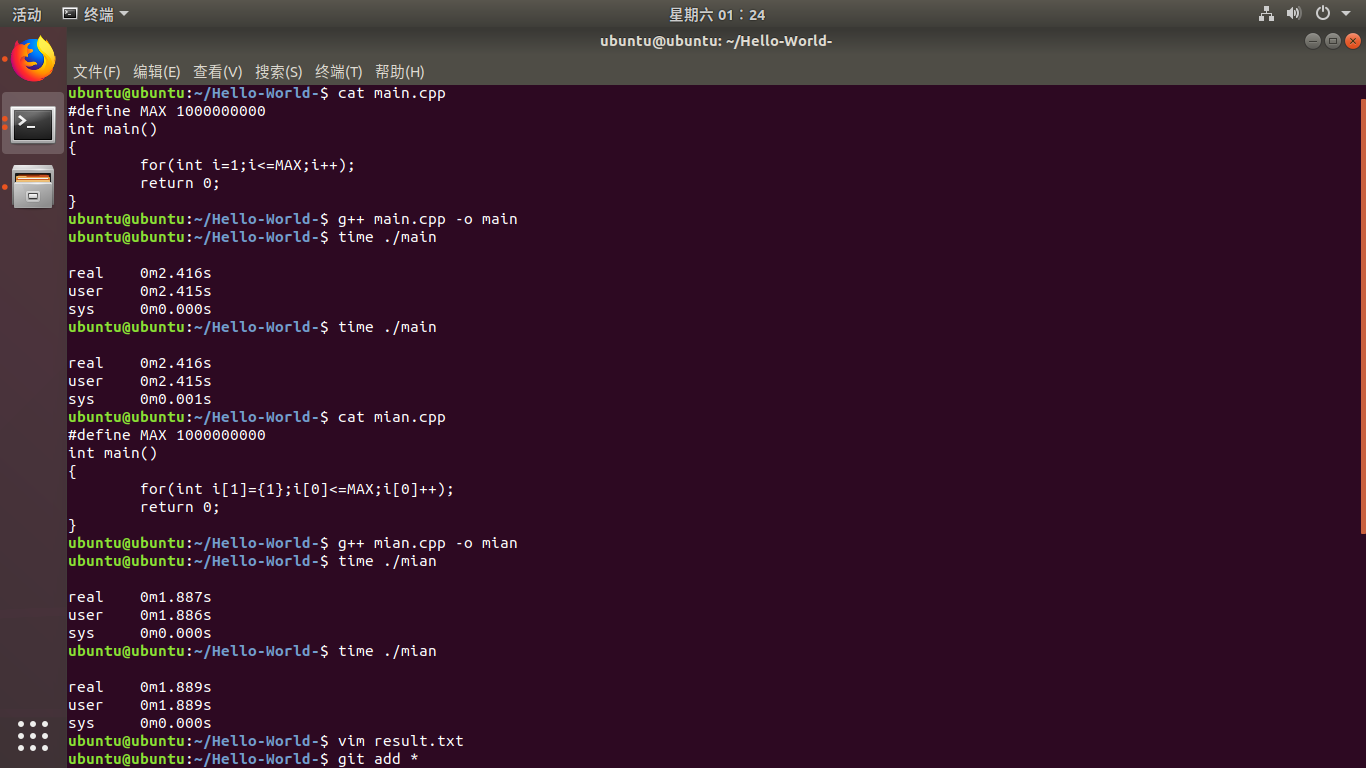 活动 终端 星期六 01：24
ubuntu@ubuntu: ~/Hello-World-
文件(F) 编辑(E) 查看(V) 搜索(S) 终端(T) 帮助(H)
ubuntu@ubuntu:~/Hello-World-$ cat main.cpp
#define MAX 1000000000
int main()
{
        for(int i=1;i<=MAX;i++);
        return 0;
}
ubuntu@ubuntu:~/Hello-World-$ g++ main.cpp -o main
ubuntu@ubuntu:~/Hello-World-$ time ./main

real    0m2.416s
user    0m2.415s
sys     0m0.000s
ubuntu@ubuntu:~/Hello-World-$ time ./main

real    0m2.416s
user    0m2.415s
sys     0m0.001s
ubuntu@ubuntu:~/Hello-World-$ cat mian.cpp
#define MAX 1000000000
int main()
{
        for(int i[1]={1};i[0]<=MAX;i[0]++);
        return 0;
}
ubuntu@ubuntu:~/Hello-World-$ g++ mian.cpp -o mian
ubuntu@ubuntu:~/Hello-World-$ time ./mian

real    0m1.887s
user    0m1.886s
sys     0m0.000s
ubuntu@ubuntu:~/Hello-World-$ time ./mian

real    0m1.889s
user    0m1.889s
sys     0m0.000s
ubuntu@ubuntu:~/Hello-World-$ vim result.txt
ubuntu@ubuntu:~/Hello-World-$ git add *